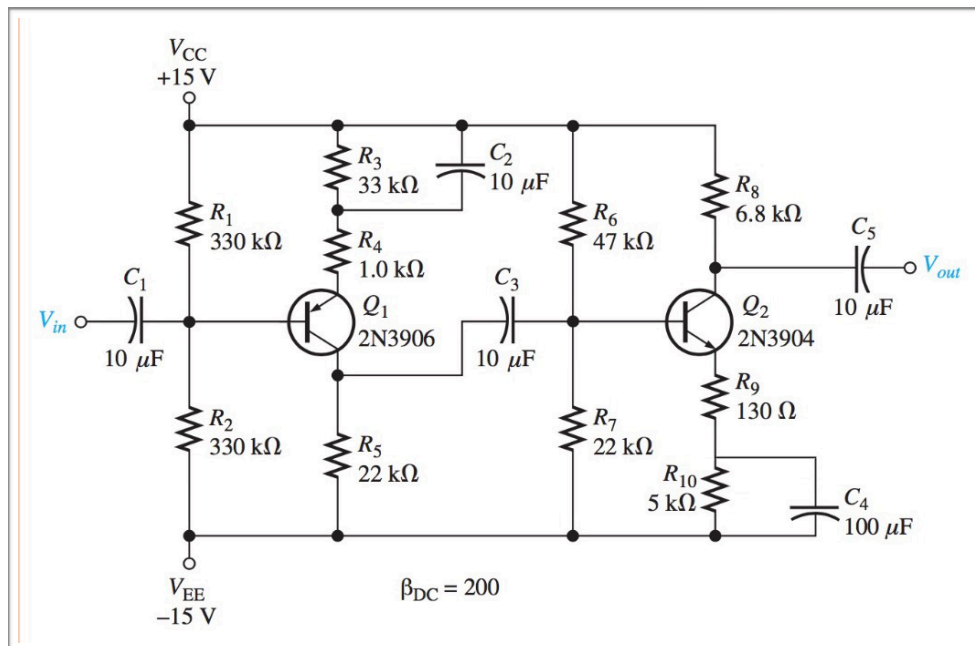 V_CC
+15 V
R_3
33 kΩ
C_2
10 μF
R_1
330 kΩ
R_4
1.0 kΩ
R_6
47 kΩ
R_8
6.8 kΩ
C_5
V_out
10 μF
C_1
V_in
10 μF
Q_1
2N3906
C_3
10 μF
Q_2
2N3904
R_2
330 kΩ
R_5
22 kΩ
R_7
22 kΩ
R_9
130 Ω
R_10
5 kΩ
C_4
100 μF
V_EE
–15 V
β_DC = 200